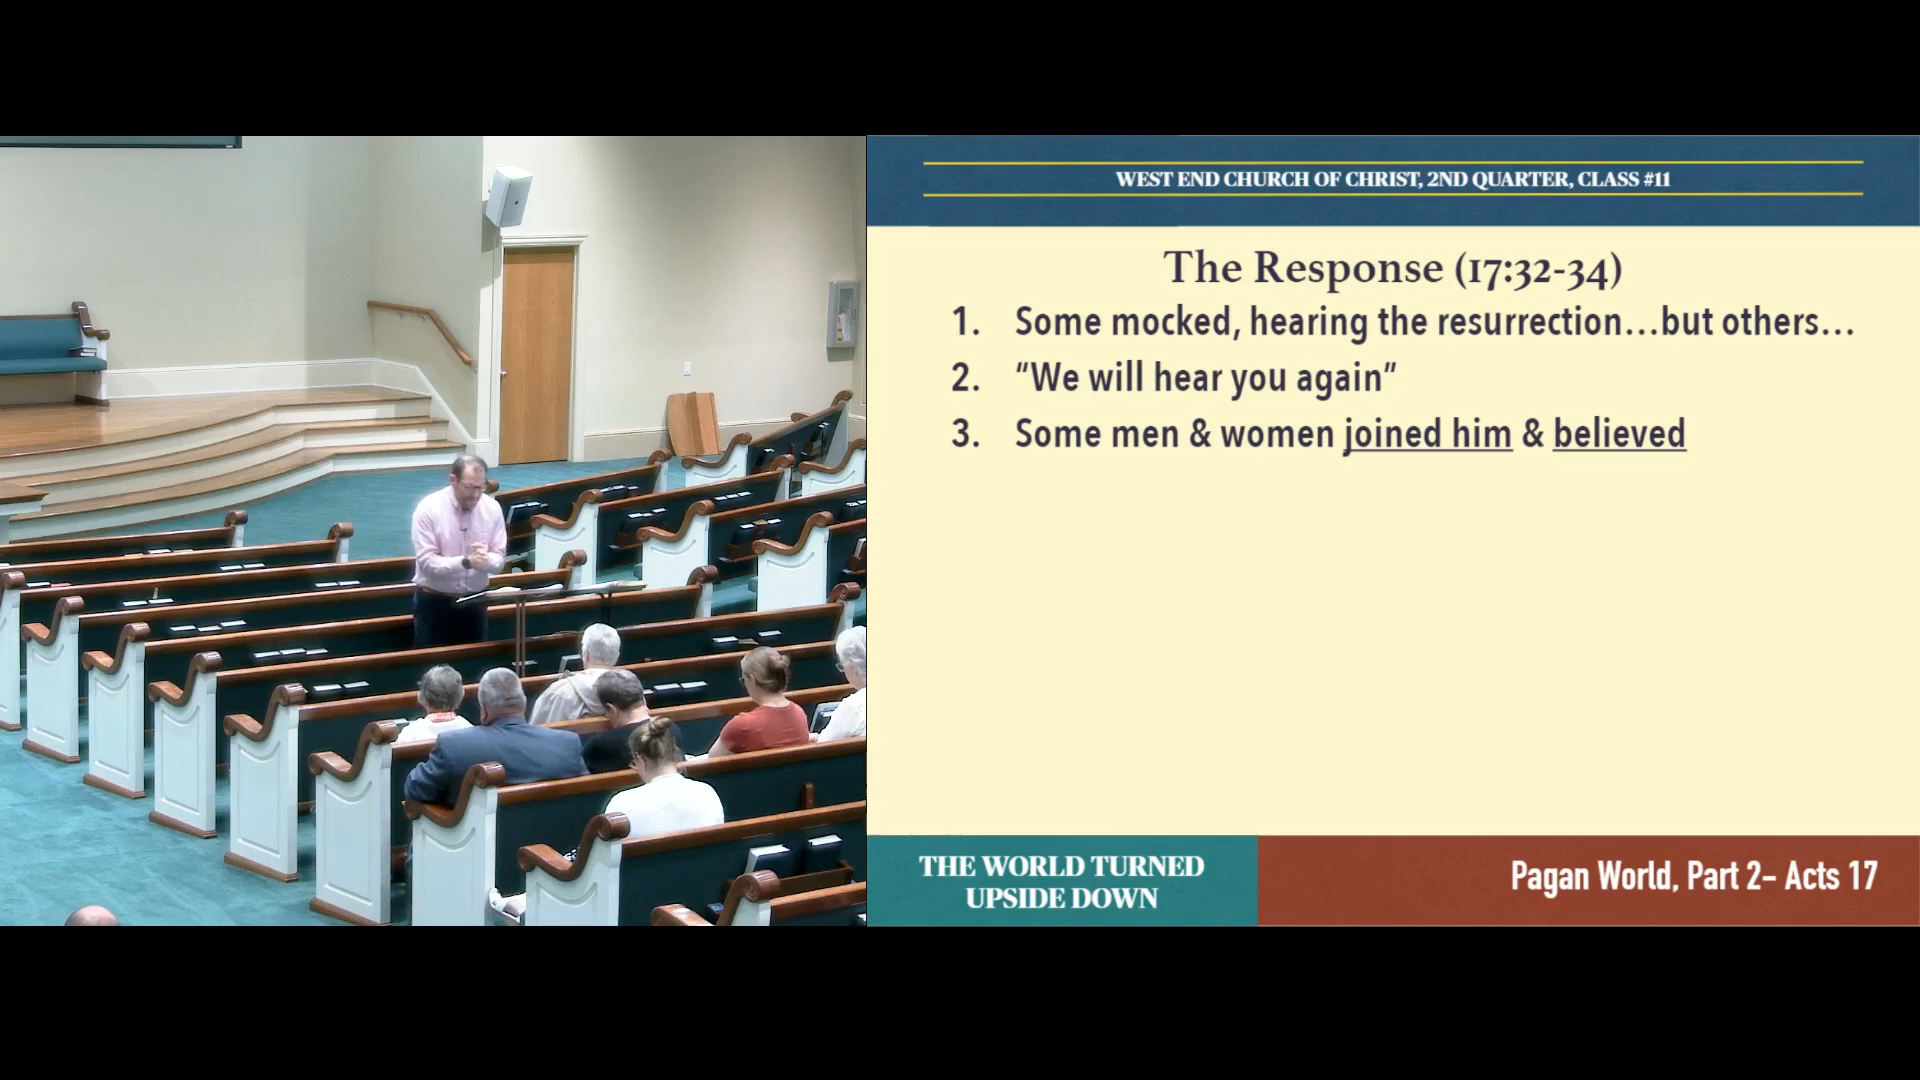 WEST END CHURCH OF CHRIST, 2ND QUARTER, CLASS #11
The Response (17:32-34)
1. Some mocked, hearing the resurrection...but others...
2. “We will hear you again”
3. Some men & women joined him & believed
THE WORLD TURNED
UPSIDE DOWN
Pagan World, Part 2– Acts 17